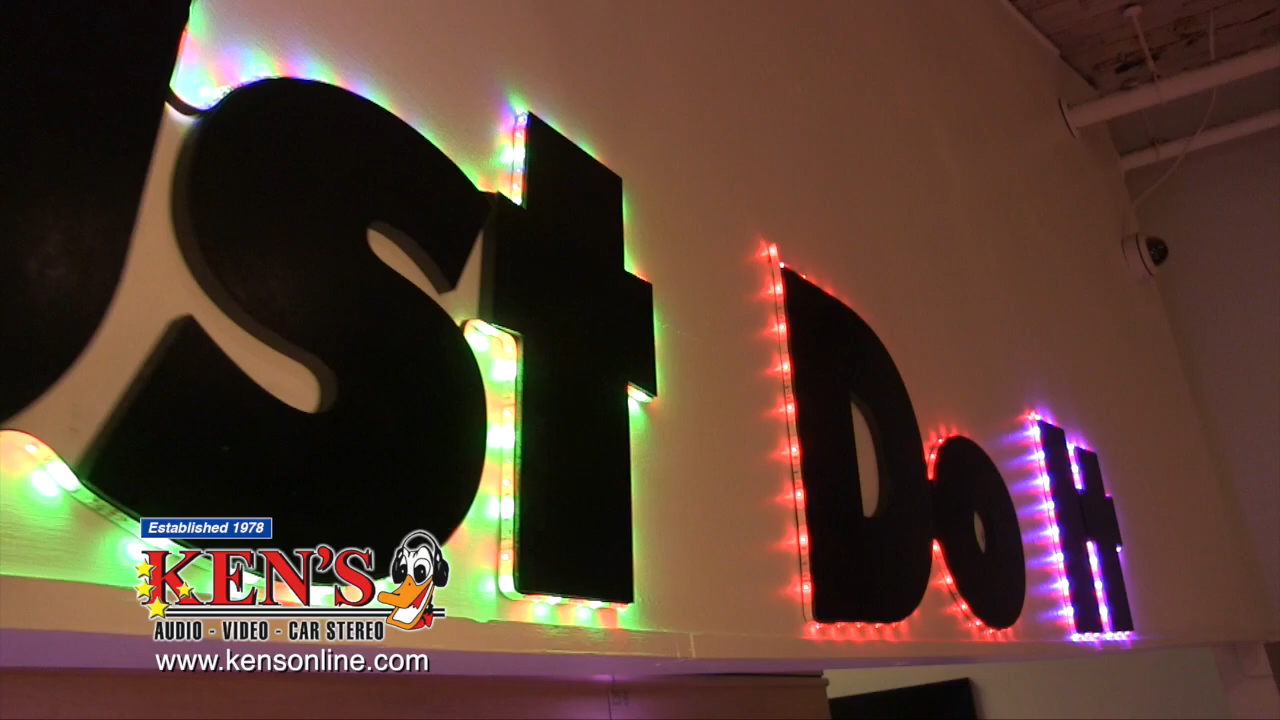 st Do It
Established 1978
KEN'S
AUDIO - VIDEO - CAR STEREO
www.kensonline.com